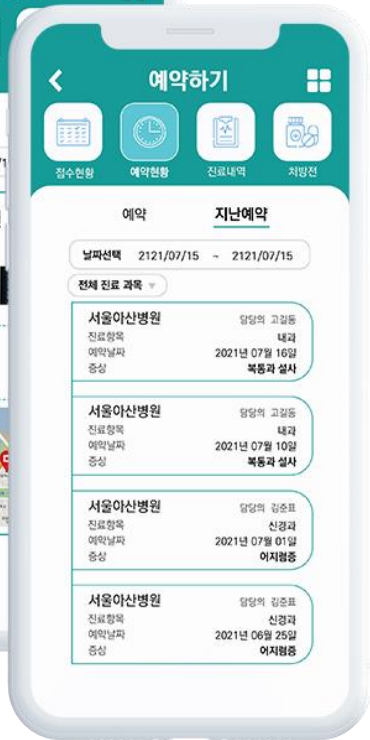 예약하기
접수현황 예약현황 진료내역 처방전
예약 지난예약
날짜선택 2121/07/15 ~ 2121/07/15
전체 진료 과목
서울아산병원 담당의 고길동
진료항목 내과
예약날짜 2021년 07월 16일
증상 복통과 설사
서울아산병원 담당의 고길동
진료항목 내과
예약날짜 2021년 07월 10일
증상 복통과 설사
서울아산병원 담당의 김준표
진료항목 신경과
예약날짜 2021년 07월 01일
증상 어지럼증
서울아산병원 담당의 김준표
진료항목 신경과
예약날짜 2021년 06월 25일
증상 어지럼증